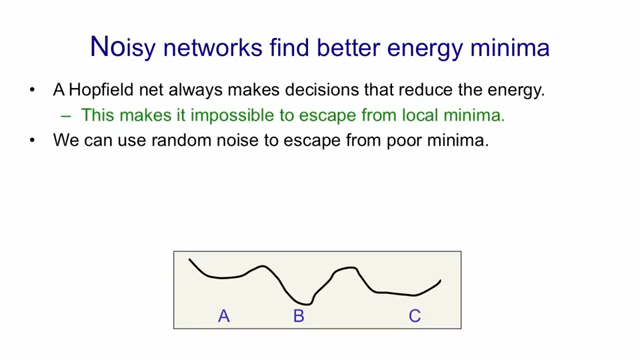 Noisy networks find better energy minima
• A Hopfield net always makes decisions that reduce the energy.
– This makes it impossible to escape from local minima.
• We can use random noise to escape from poor minima.
A B C